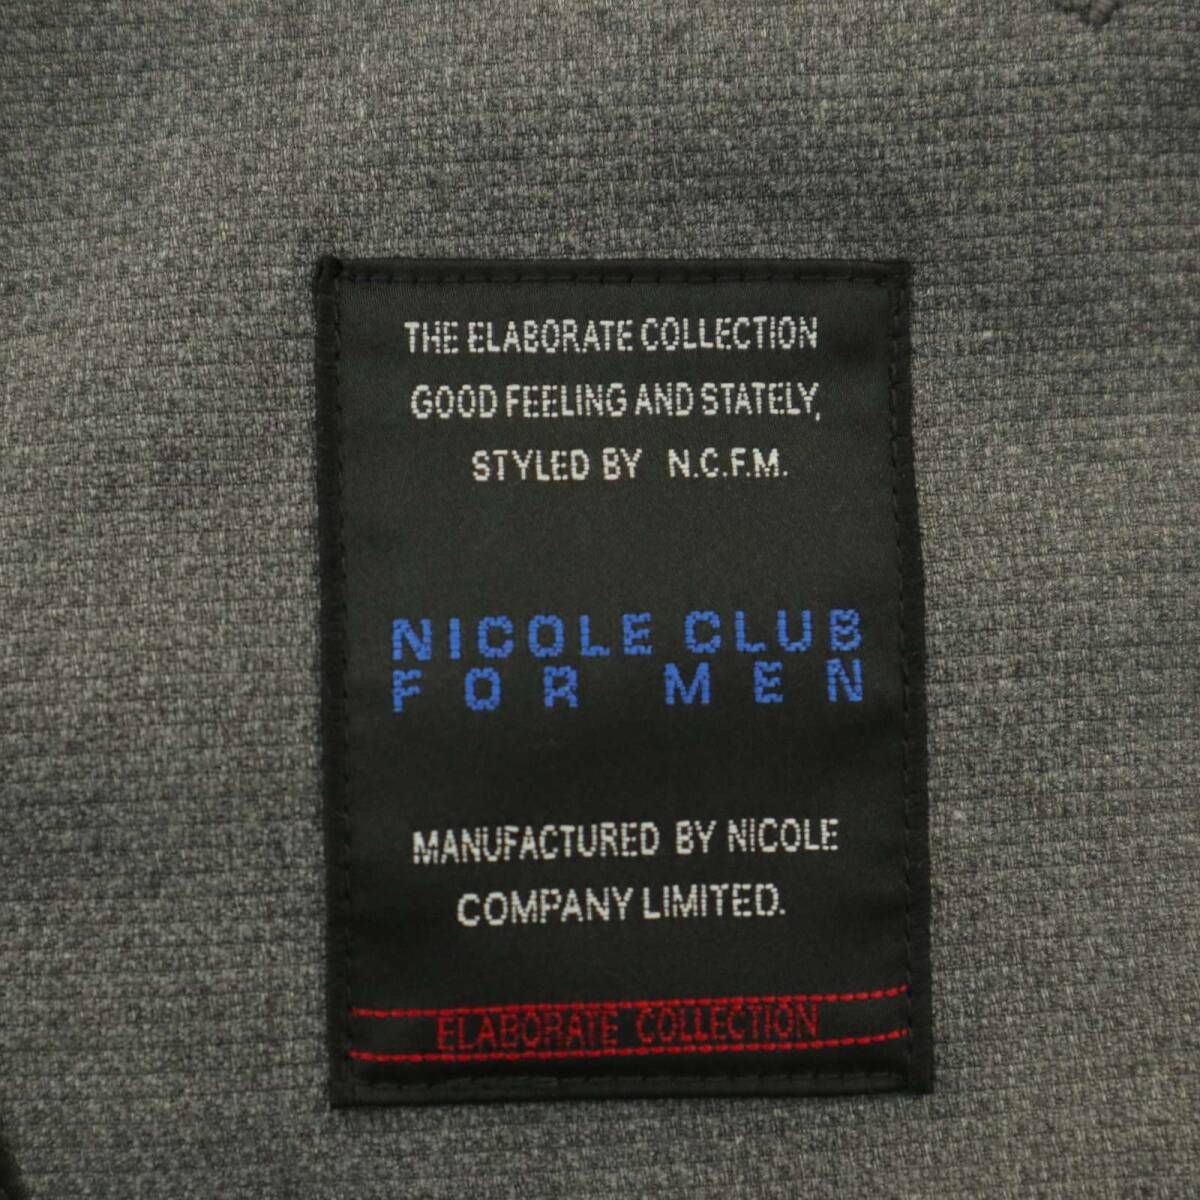 THE ELABORATE COLLECTION
GOOD FEELING AND STATELY,
STYLED BY N.C.F.M.
NICOLE CLUB
FOR MEN
MANUFACTURED BY NICOLE
COMPANY LIMITED.
ELABORATE COLLECTION